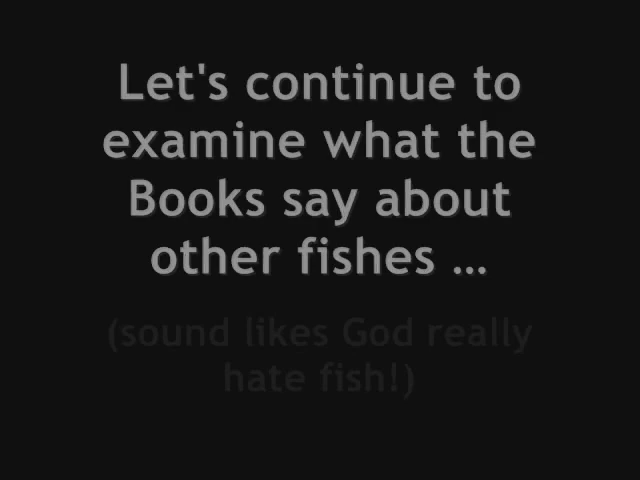 Let's continue to
examine what the
Books say about
other fishes ...
(sound likes God really
hate fish!)